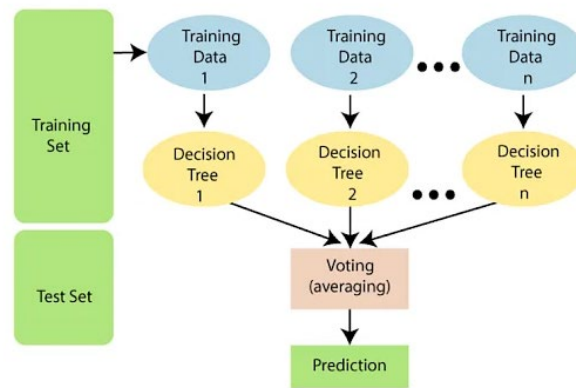 Training
Set
Test Set
Training
Data
1
Training
Data
2
Training
Data
n
Decision
Tree
1
Decision
Tree
2
Decision
Tree
n
Voting
(averaging)
Prediction